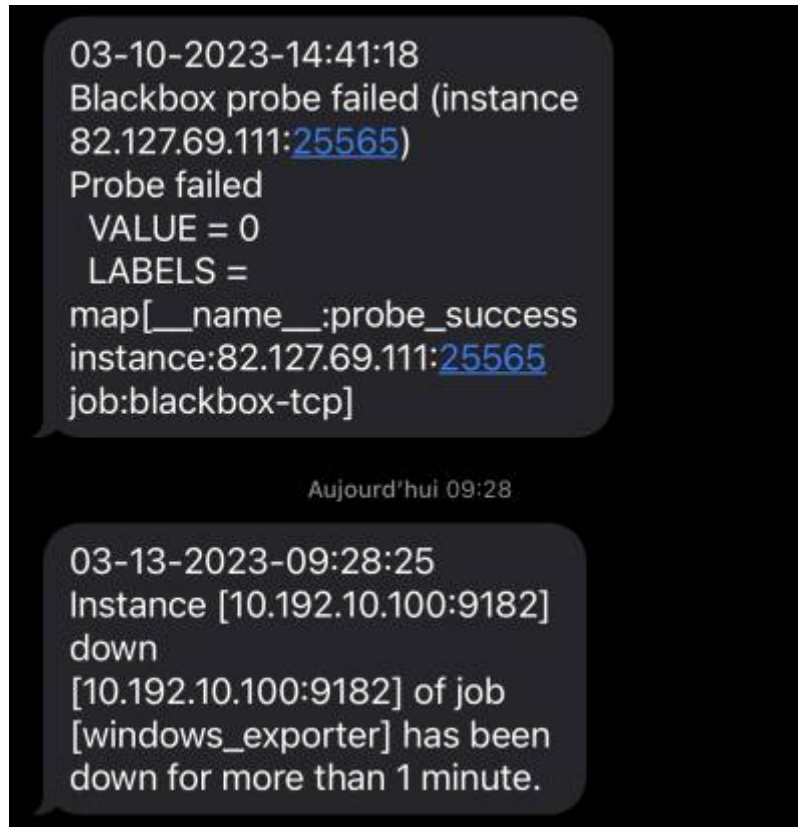 03-10-2023-14:41:18
Blackbox probe failed (instance
82.127.69.111:25565)
Probe failed
VALUE = 0
LABELS =
map[__name__:probe_success
instance:82.127.69.111:25565
job:blackbox-tcp]
Aujourd'hui 09:28
03-13-2023-09:28:25
Instance [10.192.10.100:9182]
down
[10.192.10.100:9182] of job
[windows_exporter] has been
down for more than 1 minute.